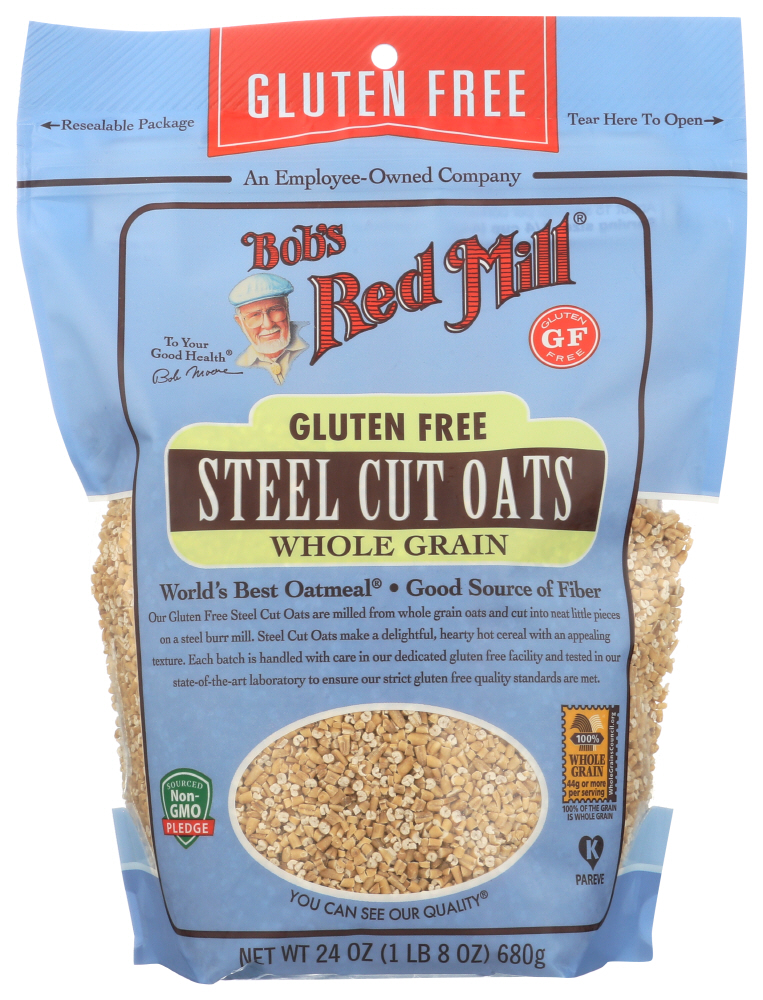 GLUTEN FREE
←Resealable Package
Tear Here To Open→
An Employee-Owned Company
Bob's
Red Mill®
To Your
Good Health®
Bob Moore
GLUTEN
GF
FREE
GLUTEN FREE
STEEL CUT OATS
WHOLE GRAIN
World's Best Oatmeal® • Good Source of Fiber
Our Gluten Free Steel Cut Oats are milled from whole grain oats and cut into neat little pieces
on a steel burr mill. Steel Cut Oats make a delightful, hearty hot cereal with an appealing
texture. Each batch is handled with care in our dedicated gluten free facility and tested in our
state-of-the-art laboratory to ensure our strict gluten free quality standards are met.
SOURCED
Non-
GMO
PLEDGE
100%
WHOLE
GRAIN
44g or more
per serving
WholeGrainsCouncil.org
100% OF THE GRAIN
IS WHOLE GRAIN
K
PAREVE
YOU CAN SEE OUR QUALITY®
NET WT 24 OZ (1 LB 8 OZ) 680g